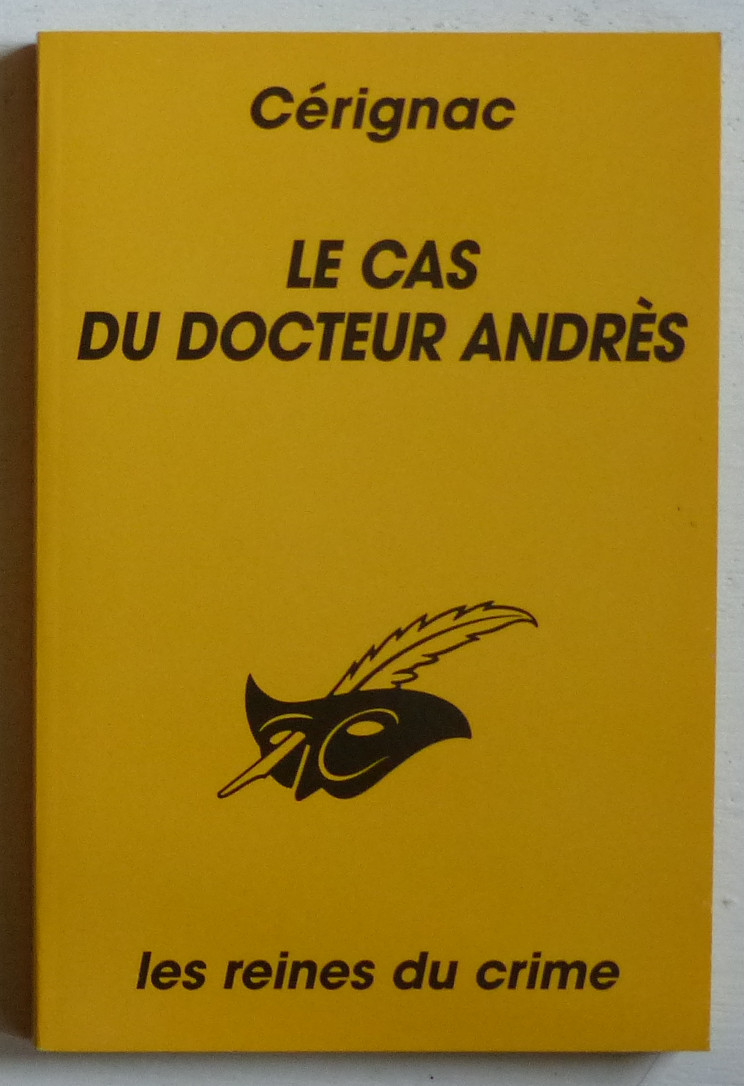 Cérignac
LE CAS
DU DOCTEUR ANDRÈS
les reines du crime